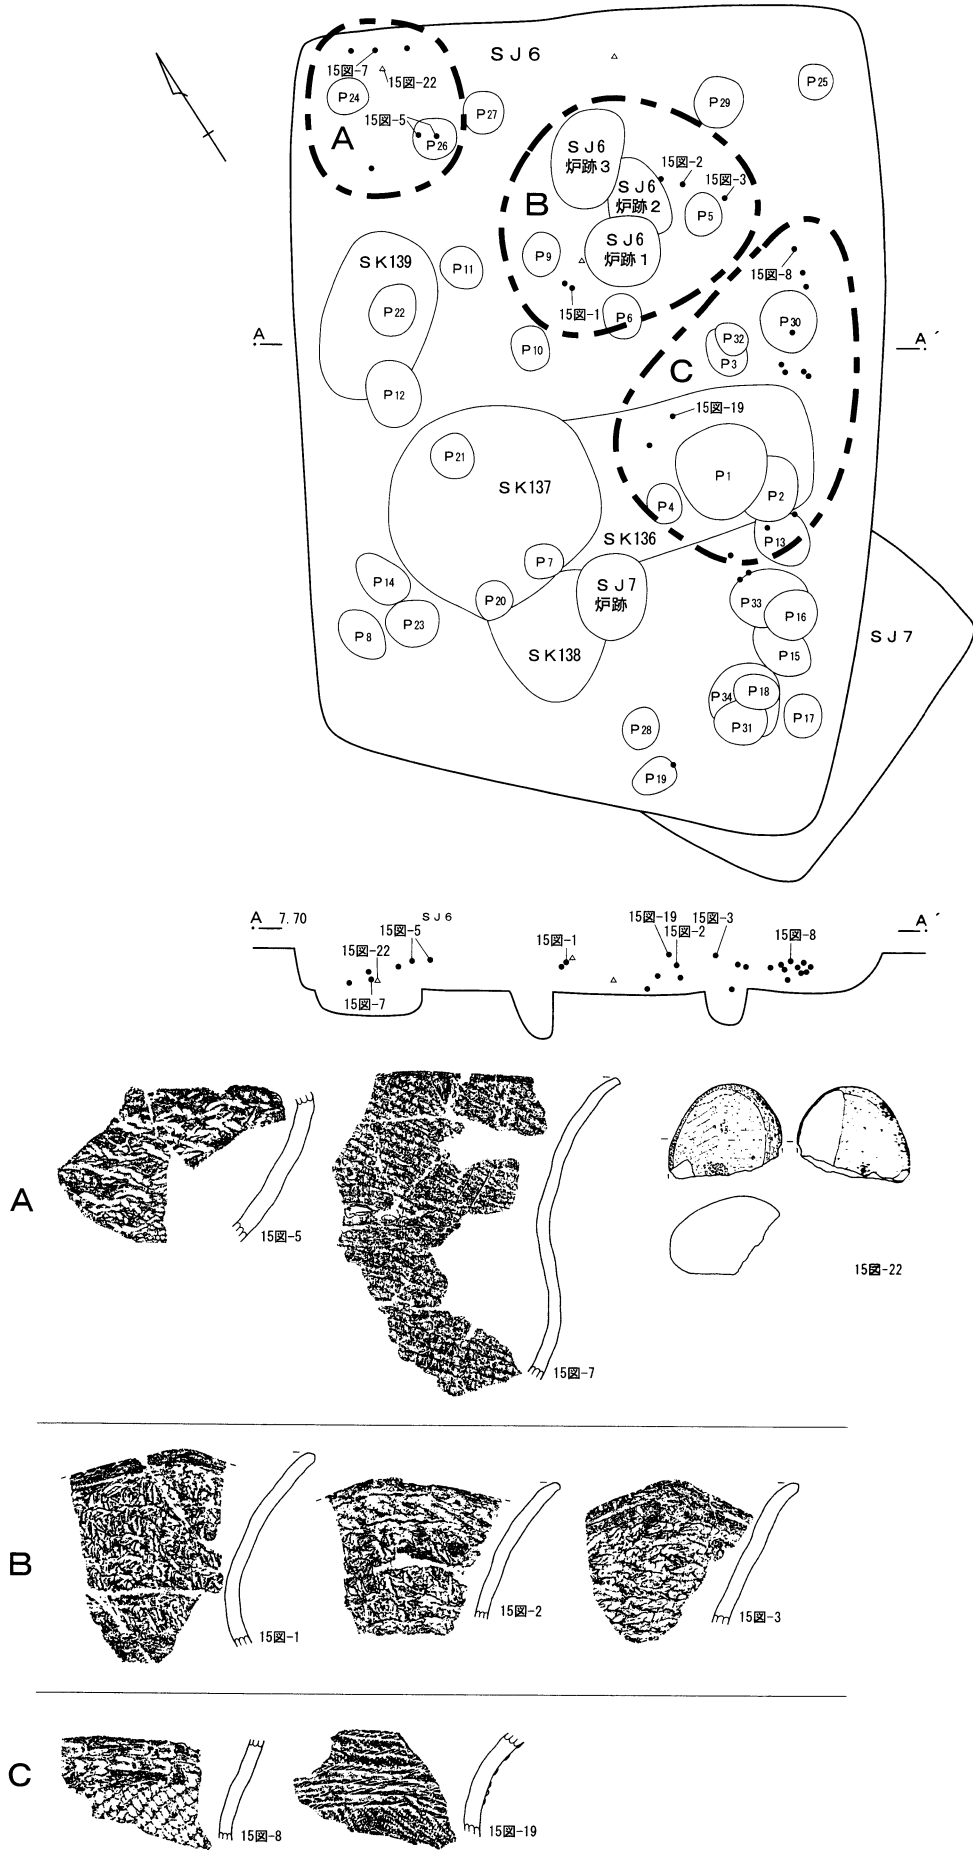 SJ6
15図-7
15図-22
P24
15図-5
P26
A
P27
P29
P25
SJ6
炉跡3
SJ6
炉跡2
15図-2
15図-3
B
P5
SJ6
炉跡1
P9
15図-1
P6
P10
SK139
P11
P22
P12
A
A´
15図-8
P30
P32
P3
C
15図-19
P21
SK137
P1
P2
P4
SK136
P13
P7
P14
P20
SJ7
炉跡
P33
P16
P8
P23
SK138
P15
SJ7
P34
P18
P31
P17
P28
P19
A 7.70
SJ6
A´
15図-5
15図-22
15図-7
15図-1
15図-19
15図-3
15図-2
15図-8
A
15図-5
15図-7
15図-22
B
15図-1
15図-2
15図-3
C
15図-8
15図-19